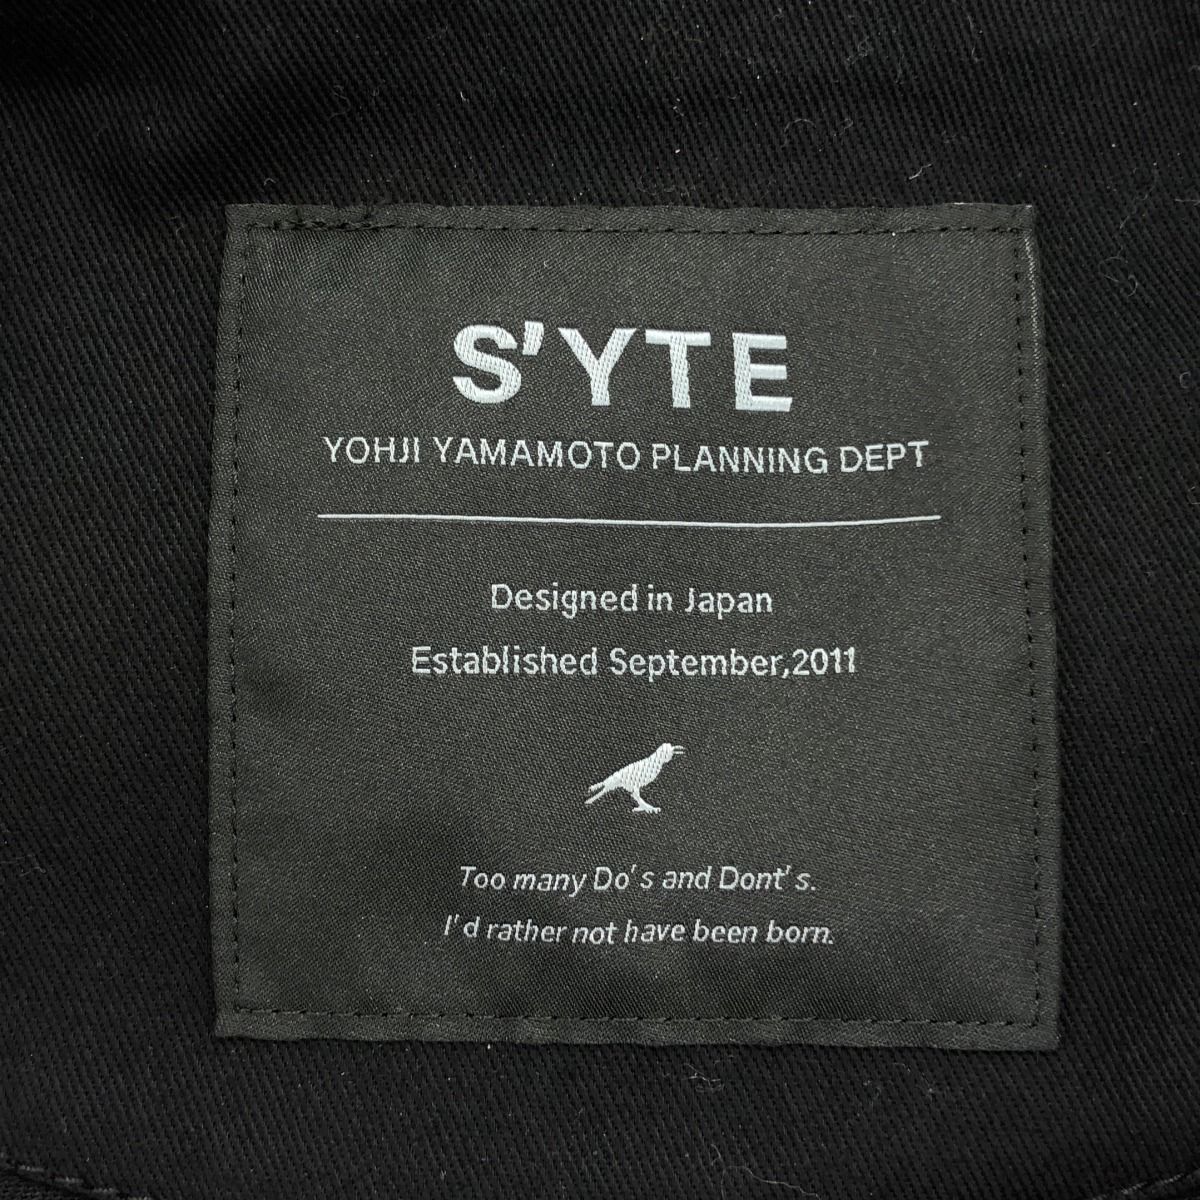 S'YTE
YOHJI YAMAMOTO PLANNING DEPT
Designed in Japan
Established September,2011
Too many Do's and Dont's.
I'd rather not have been born.